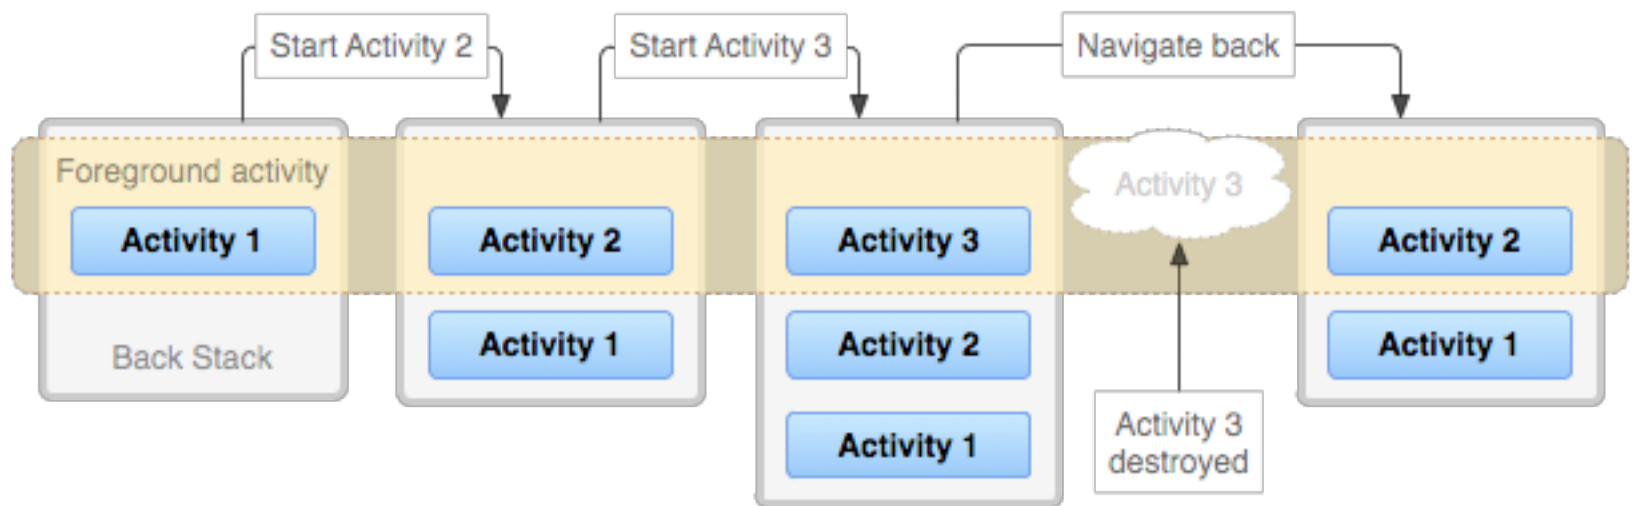 Start Activity 2
Start Activity 3
Navigate back
Foreground activity
Activity 3
Activity 1
Activity 2
Activity 3
Activity 2
Back Stack
Activity 1
Activity 2
Activity 1
Activity 1
Activity 3
destroyed